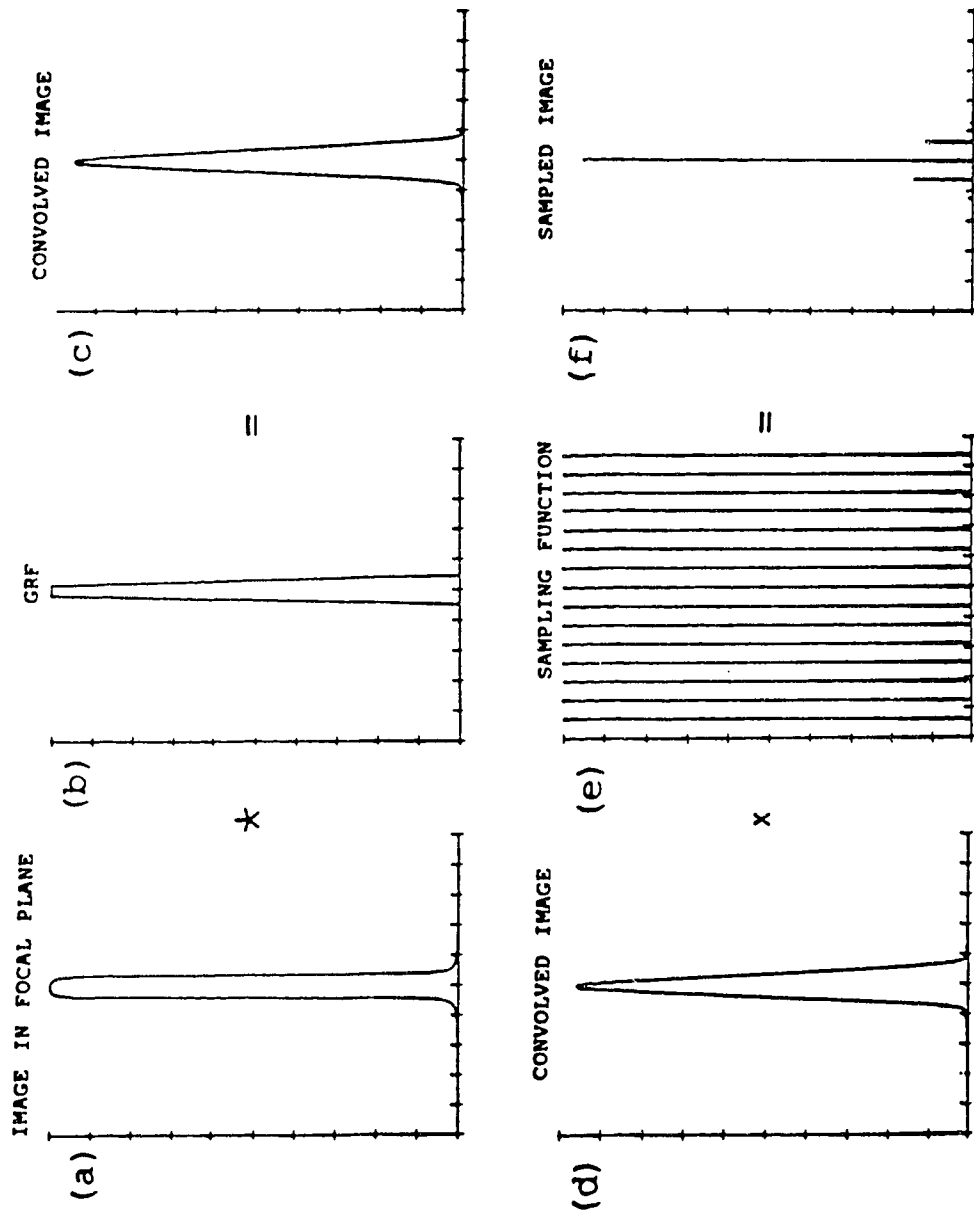 (a)
IMAGE IN FOCAL PLANE
*
(b)
GRF
=
(c)
CONVOLVED IMAGE
(d)
CONVOLVED IMAGE
x
(e)
SAMPLING FUNCTION
=
(f)
SAMPLED IMAGE